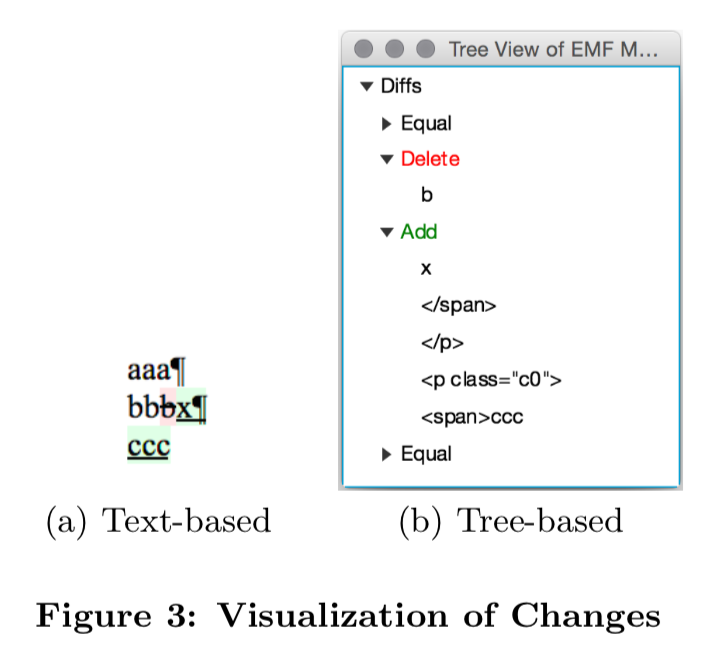 aaa¶
bbbx¶
ccc
(a) Text-based
Tree View of EMF M...
Diffs
Equal
Delete
b
Add
x
</span>
</p>
<p class="c0">
<span>ccc
Equal
(b) Tree-based
Figure 3: Visualization of Changes